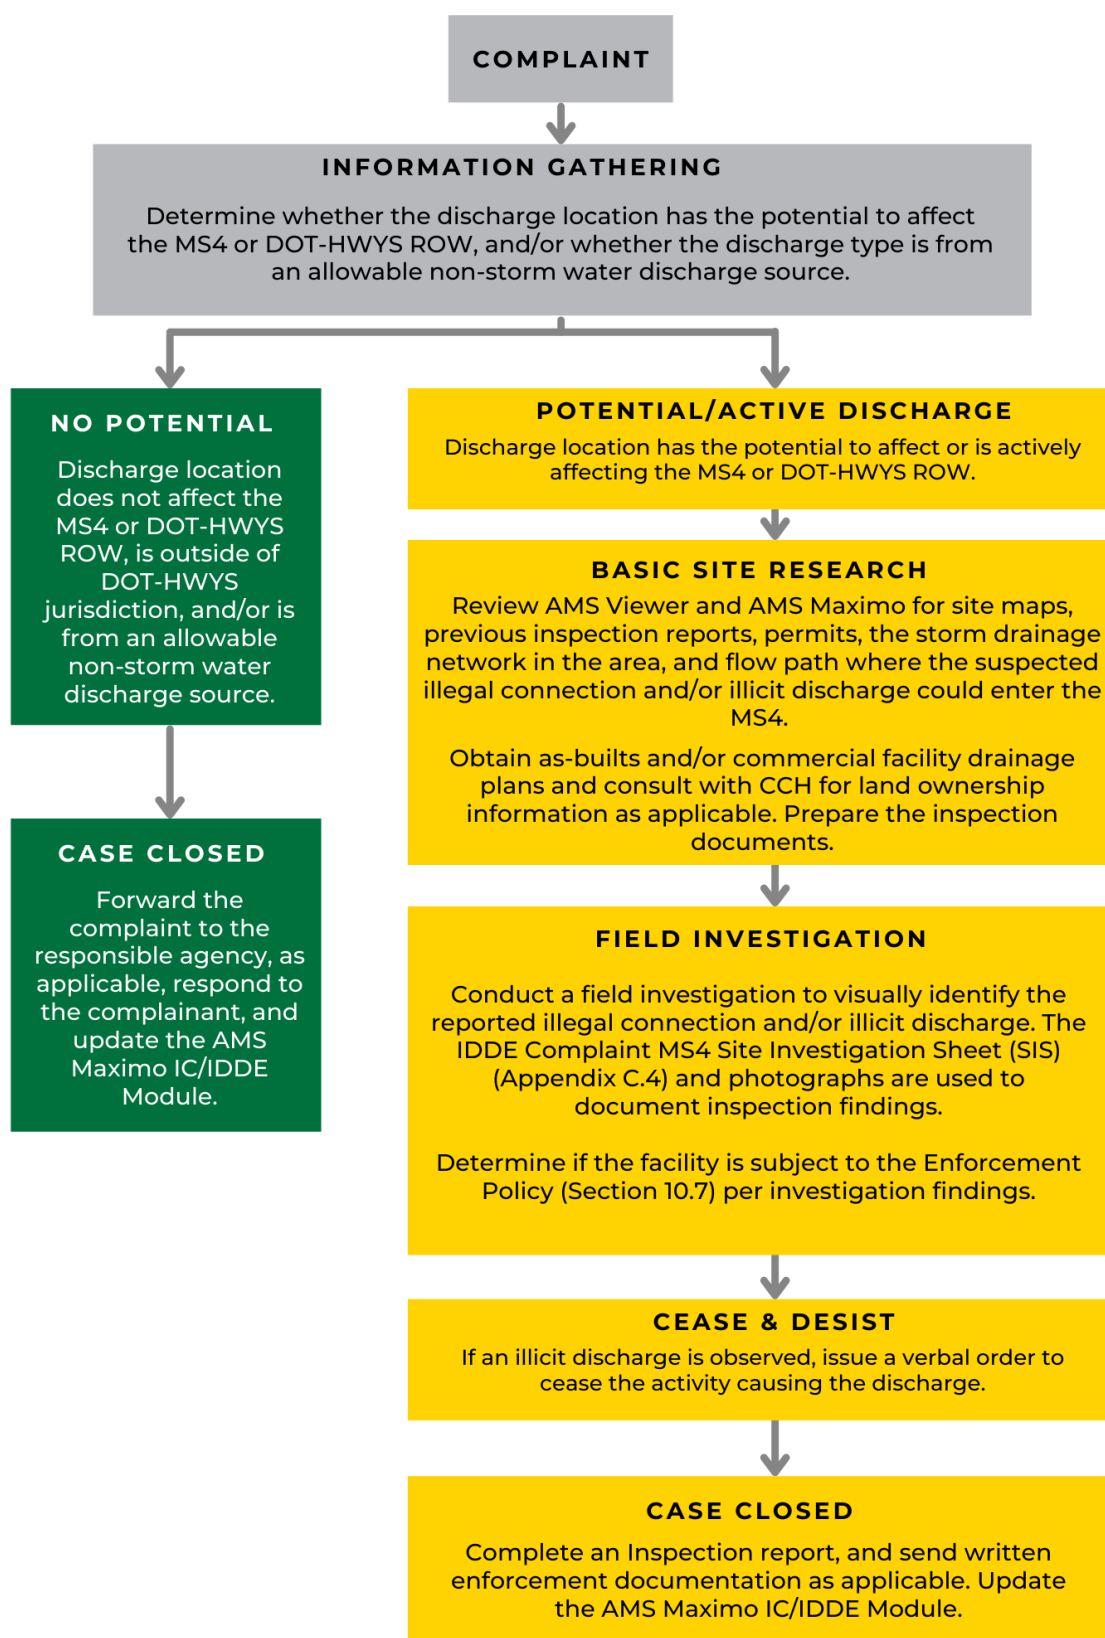 COMPLAINT
INFORMATION GATHERING
Determine whether the discharge location has the potential to affect
the MS4 or DOT-HWYS ROW, and/or whether the discharge type is from
an allowable non-storm water discharge source.
NO POTENTIAL
Discharge location
does not affect the
MS4 or DOT-HWYS
ROW, is outside of
DOT-HWYS
jurisdiction, and/or is
from an allowable
non-storm water
discharge source.
CASE CLOSED
Forward the
complaint to the
responsible agency, as
applicable, respond to
the complainant, and
update the AMS
Maximo IC/IDDE
Module.
POTENTIAL/ACTIVE DISCHARGE
Discharge location has the potential to affect or is actively
affecting the MS4 or DOT-HWYS ROW.
BASIC SITE RESEARCH
Review AMS Viewer and AMS Maximo for site maps,
previous inspection reports, permits, the storm drainage
network in the area, and flow path where the suspected
illegal connection and/or illicit discharge could enter the
MS4.
Obtain as-builts and/or commercial facility drainage
plans and consult with CCH for land ownership
information as applicable. Prepare the inspection
documents.
FIELD INVESTIGATION
Conduct a field investigation to visually identify the
reported illegal connection and/or illicit discharge. The
IDDE Complaint MS4 Site Investigation Sheet (SIS)
(Appendix C.4) and photographs are used to
document inspection findings.
Determine if the facility is subject to the Enforcement
Policy (Section 10.7) per investigation findings.
CEASE & DESIST
If an illicit discharge is observed, issue a verbal order to
cease the activity causing the discharge.
CASE CLOSED
Complete an Inspection report, and send written
enforcement documentation as applicable. Update
the AMS Maximo IC/IDDE Module.